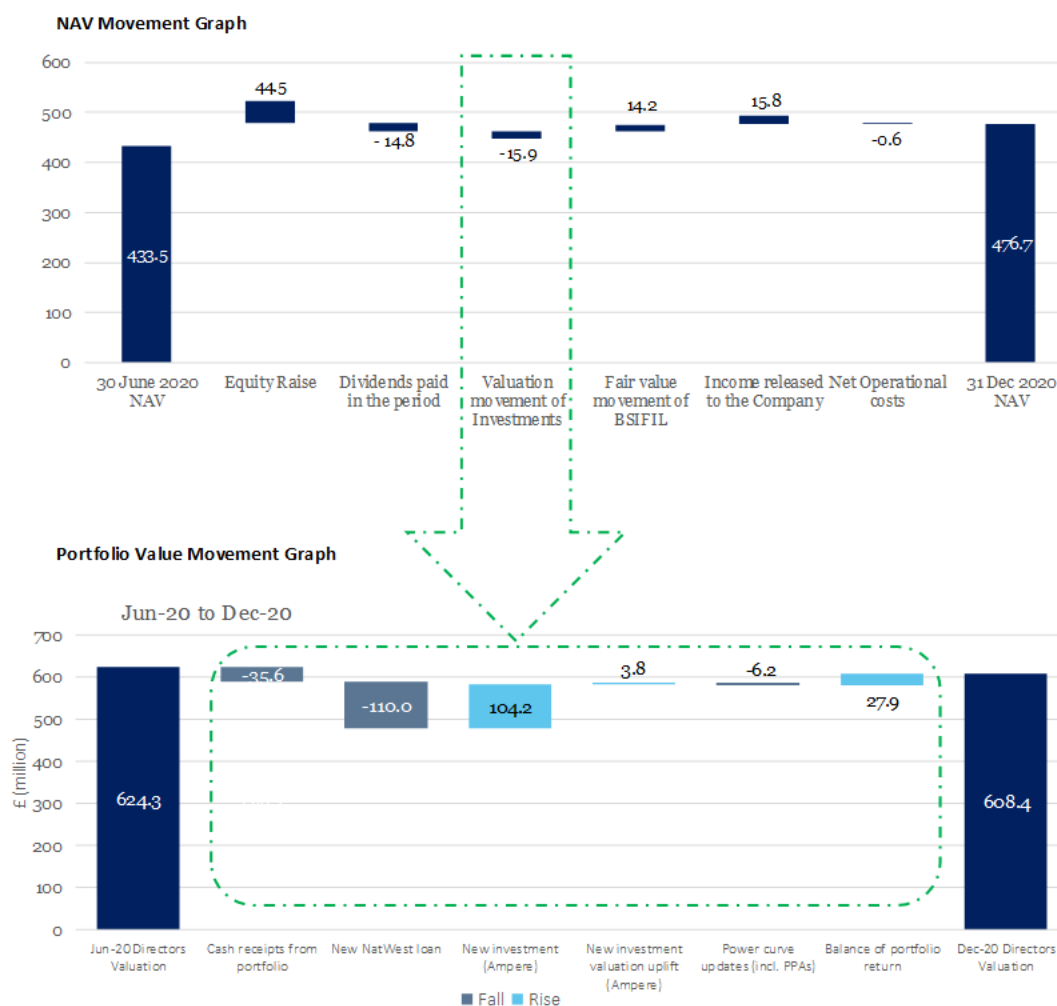 NAV Movement Graph
600
500
400
300
200
100
0
433.5
44.5
- 14.8
-15.9
14.2
15.8
-0.6
476.7
30 June 2020
NAV
Equity Raise
Dividends paid
in the period
Valuation
movement of
Investments
Fair value
movement of
BSIFIL
Income released
to the Company
Net Operational
costs
31 Dec 2020
NAV
Portfolio Value Movement Graph
Jun-20 to Dec-20
£ (million)
700
600
500
400
300
200
100
0
624.3
-35.6
-110.0
104.2
3.8
-6.2
27.9
608.4
Jun-20 Directors
Valuation
Cash receipts from
portfolio
New NatWest loan
New investment
(Ampere)
New investment
valuation uplift
(Ampere)
Power curve
updates (incl. PPAs)
Balance of portfolio
return
Dec-20 Directors
Valuation
Fall
Rise